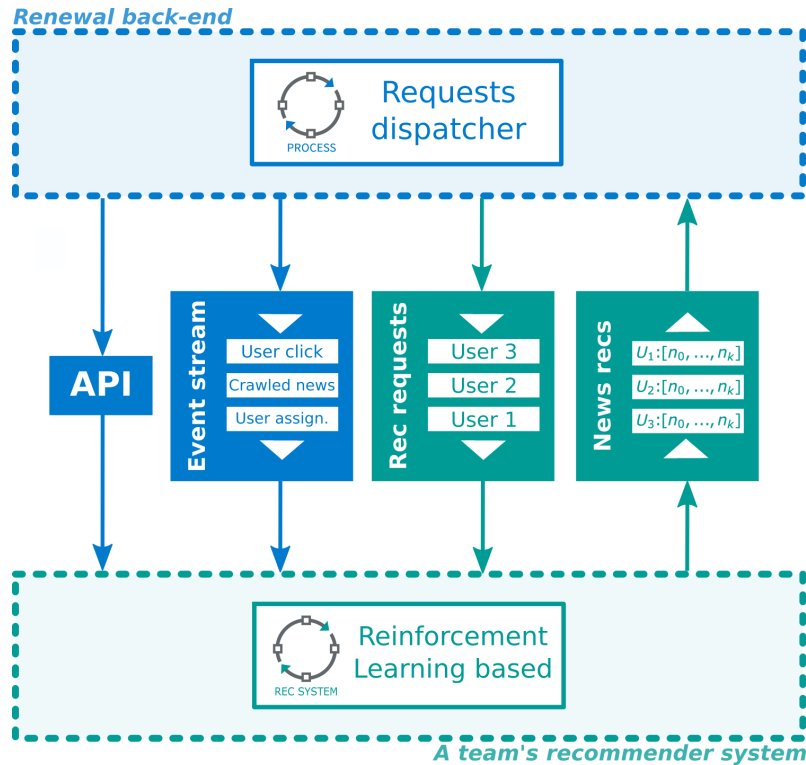 Renewal back-end
Requests
dispatcher
PROCESS
API
Event stream
User click
Crawled news
User assign.
Rec requests
User 3
User 2
User 1
News recs
U₁:[n₀, ...,nₖ]
U₂:[n₀, ...,nₖ]
U₃:[n₀, ...,nₖ]
Reinforcement
Learning based
REC SYSTEM
A team's recommender system